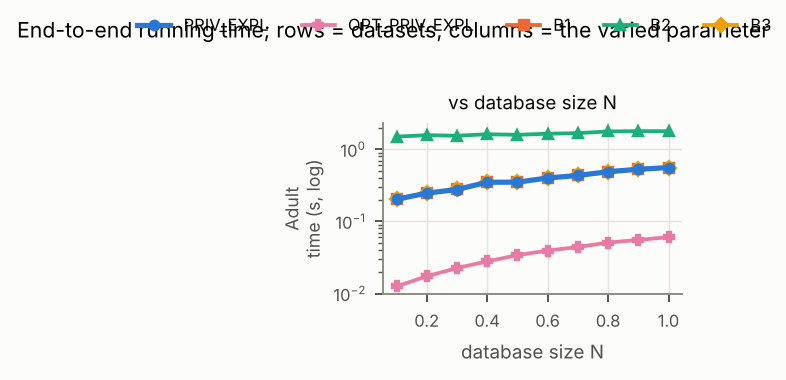 End-to-end running time; rows = datasets, columns = the varied parameter
PRIV_EXPL OPT_PRIV_EXPL B1 B2 B3
vs database size N
Adult
time (s, log)
10⁰
10⁻¹
10⁻²
0.2 0.4 0.6 0.8 1.0
database size N